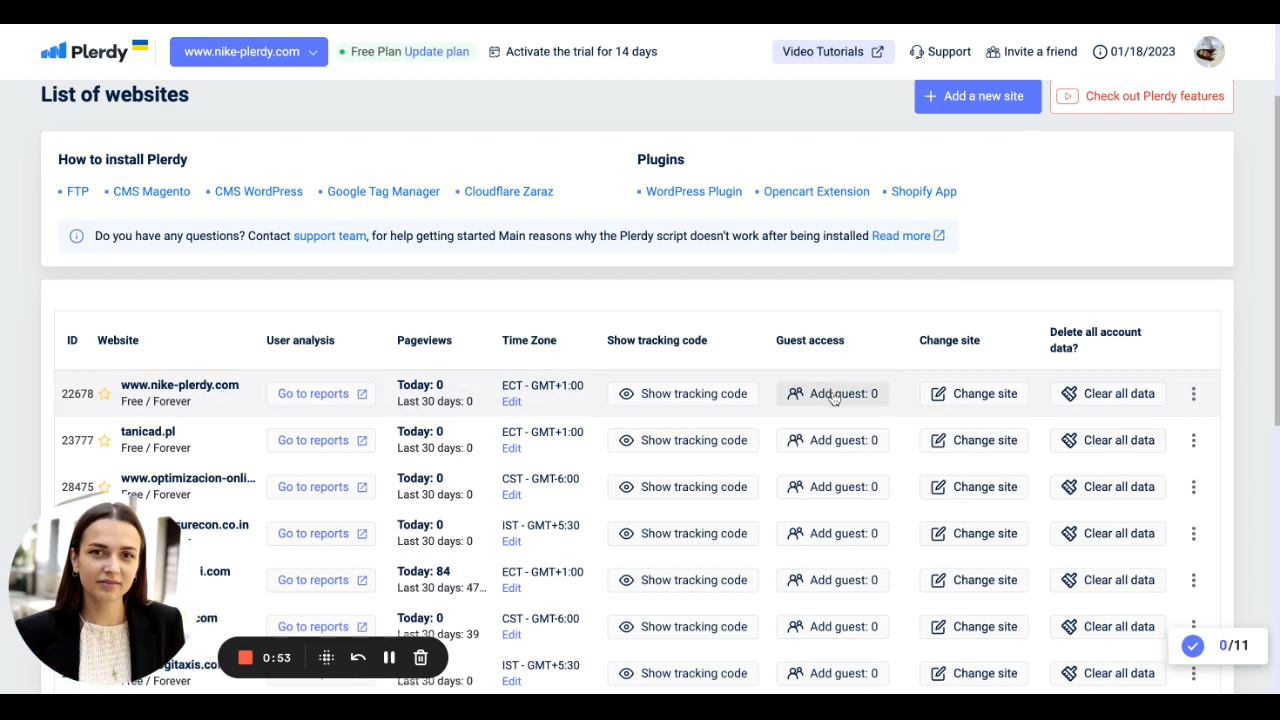 Plerdy
www.nike-plerdy.com
Free Plan Update plan
Activate the trial for 14 days
Video Tutorials
Support
Invite a friend
01/18/2023
List of websites
+ Add a new site
Check out Plerdy features
How to install Plerdy
Plugins
FTP
CMS Magento
CMS WordPress
Google Tag Manager
Cloudflare Zaraz
WordPress Plugin
Opencart Extension
Shopify App
Do you have any questions? Contact support team, for help getting started Main reasons why the Plerdy script doesn't work after being installed Read more
ID Website User analysis Pageviews Time Zone Show tracking code Guest access Change site Delete all account
data?
22678 www.nike-plerdy.com Go to reports Today: 0 ECT - GMT+1:00 Show tracking code Add guest: 0 Change site Clear all data
Free / Forever Last 30 days: 0 Edit
23777 tanicad.pl Go to reports Today: 0 ECT - GMT+1:00 Show tracking code Add guest: 0 Change site Clear all data
Free / Forever Last 30 days: 0 Edit
28475 www.optimizacion-onli... Go to reports Today: 0 CST - GMT-6:00 Show tracking code Add guest: 0 Change site Clear all data
Free / Forever Last 30 days: 0 Edit
surecon.co.in Go to reports Today: 0 IST - GMT+5:30 Show tracking code Add guest: 0 Change site Clear all data
Last 30 days: 0 Edit
i.com Go to reports Today: 84 ECT - GMT+1:00 Show tracking code Add guest: 0 Change site Clear all data
Last 30 days: 47... Edit
com Go to reports Today: 0 CST - GMT-6:00 Show tracking code Add guest: 0 Change site Clear all data
Last 30 days: 39 Edit
gitaxis.co Today: 0 IST - GMT+5:30 Show tracking code Add guest: 0 Change site Clear all data
Last 30 days: 0 Edit
0:53
0/11